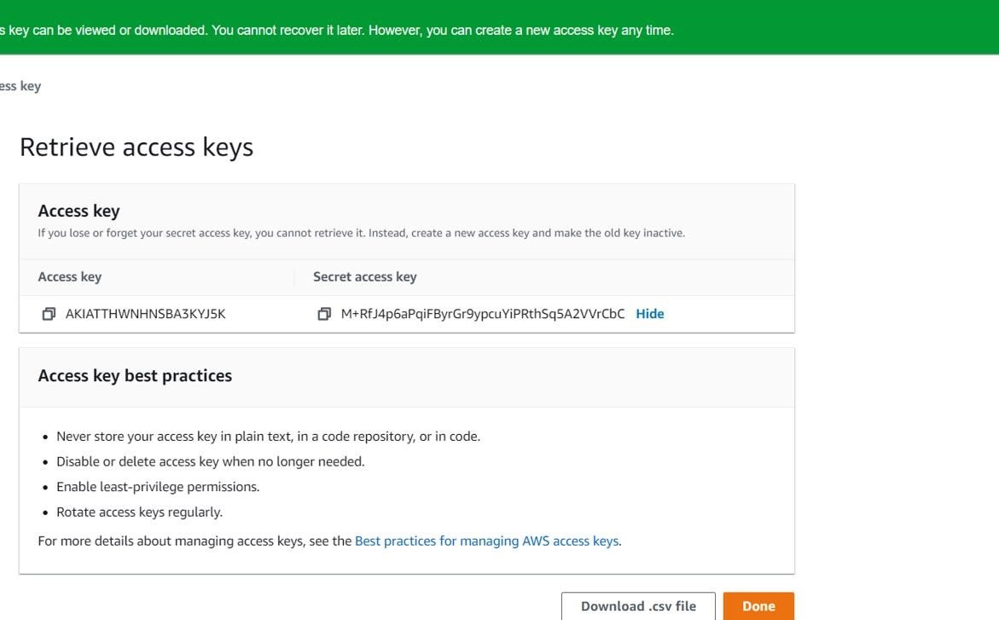 s key can be viewed or downloaded. You cannot recover it later. However, you can create a new access key any time.
ess key
Retrieve access keys
Access key
If you lose or forget your secret access key, you cannot retrieve it. Instead, create a new access key and make the old key inactive.
Access key Secret access key
AKIATTHWNHNSBA3KYJ5K M+RfJ4p6aPqiFByrGr9ypcuYiPRthSq5A2VVrCbC Hide
Access key best practices
• Never store your access key in plain text, in a code repository, or in code.
• Disable or delete access key when no longer needed.
• Enable least-privilege permissions.
• Rotate access keys regularly.
For more details about managing access keys, see the Best practices for managing AWS access keys.
Download .csv file Done